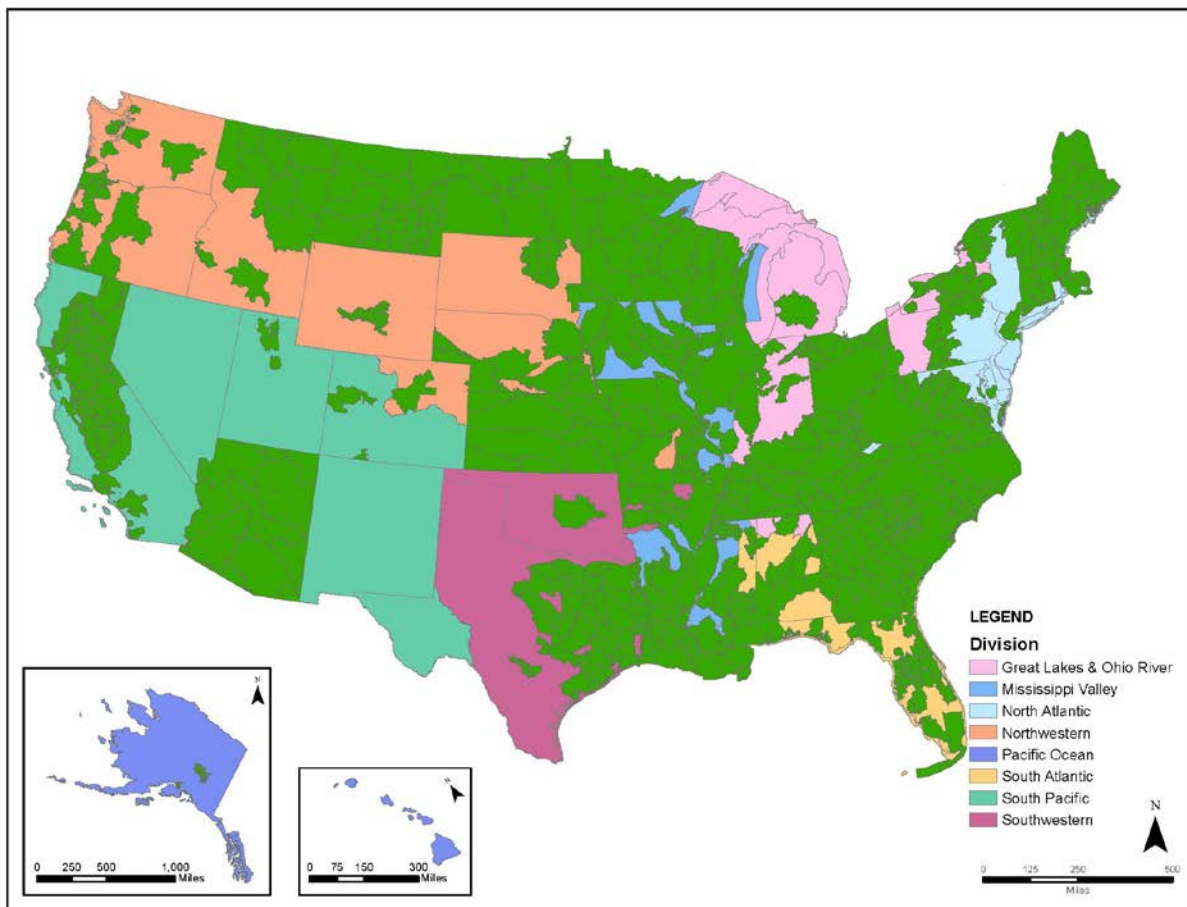 LEGEND
Division
Great Lakes & Ohio River
Mississippi Valley
North Atlantic
Northwestern
Pacific Ocean
South Atlantic
South Pacific
Southwestern
N
0 250 500 1,000
Miles
N
0 75 150 300
Miles
N
0 125 250 500
Miles